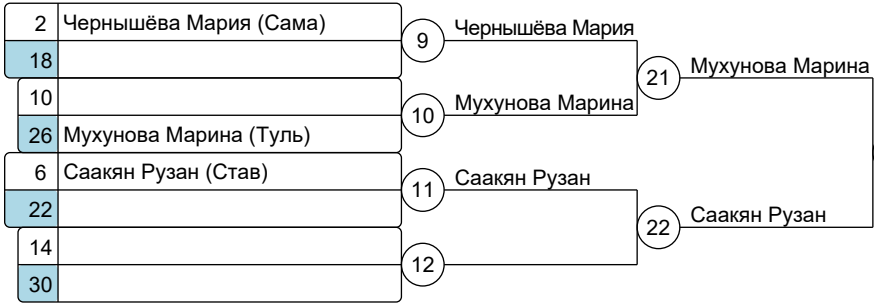 2 Чернышёва Мария (Сама)
9 Чернышёва Мария
18
21 Мухунова Марина
10
10 Мухунова Марина
26 Мухунова Марина (Туль)
6 Саакян Рузан (Став)
11 Саакян Рузан
22
22 Саакян Рузан
14
12
30